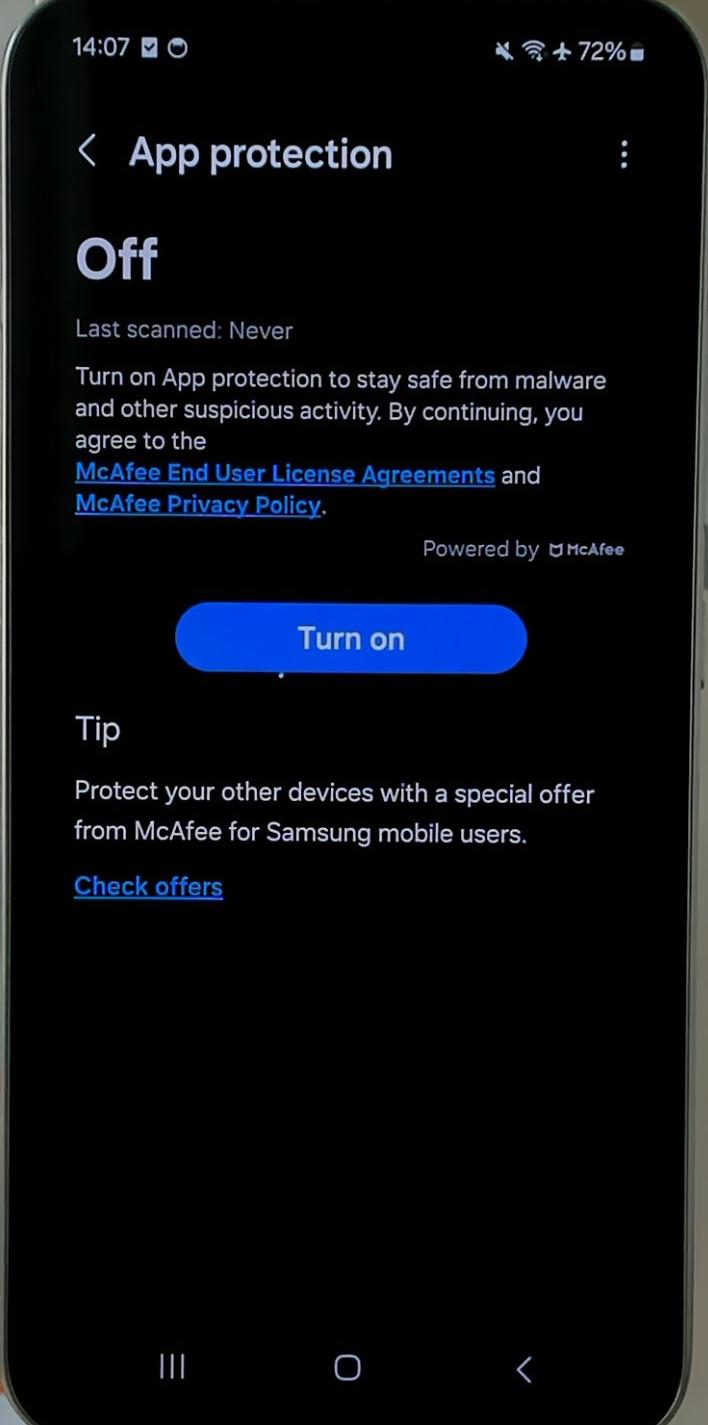 14:07
72%
App protection
Off
Last scanned: Never
Turn on App protection to stay safe from malware
and other suspicious activity. By continuing, you
agree to the
McAfee End User License Agreements and
McAfee Privacy Policy.
Powered by McAfee
Turn on
Tip
Protect your other devices with a special offer
from McAfee for Samsung mobile users.
Check offers